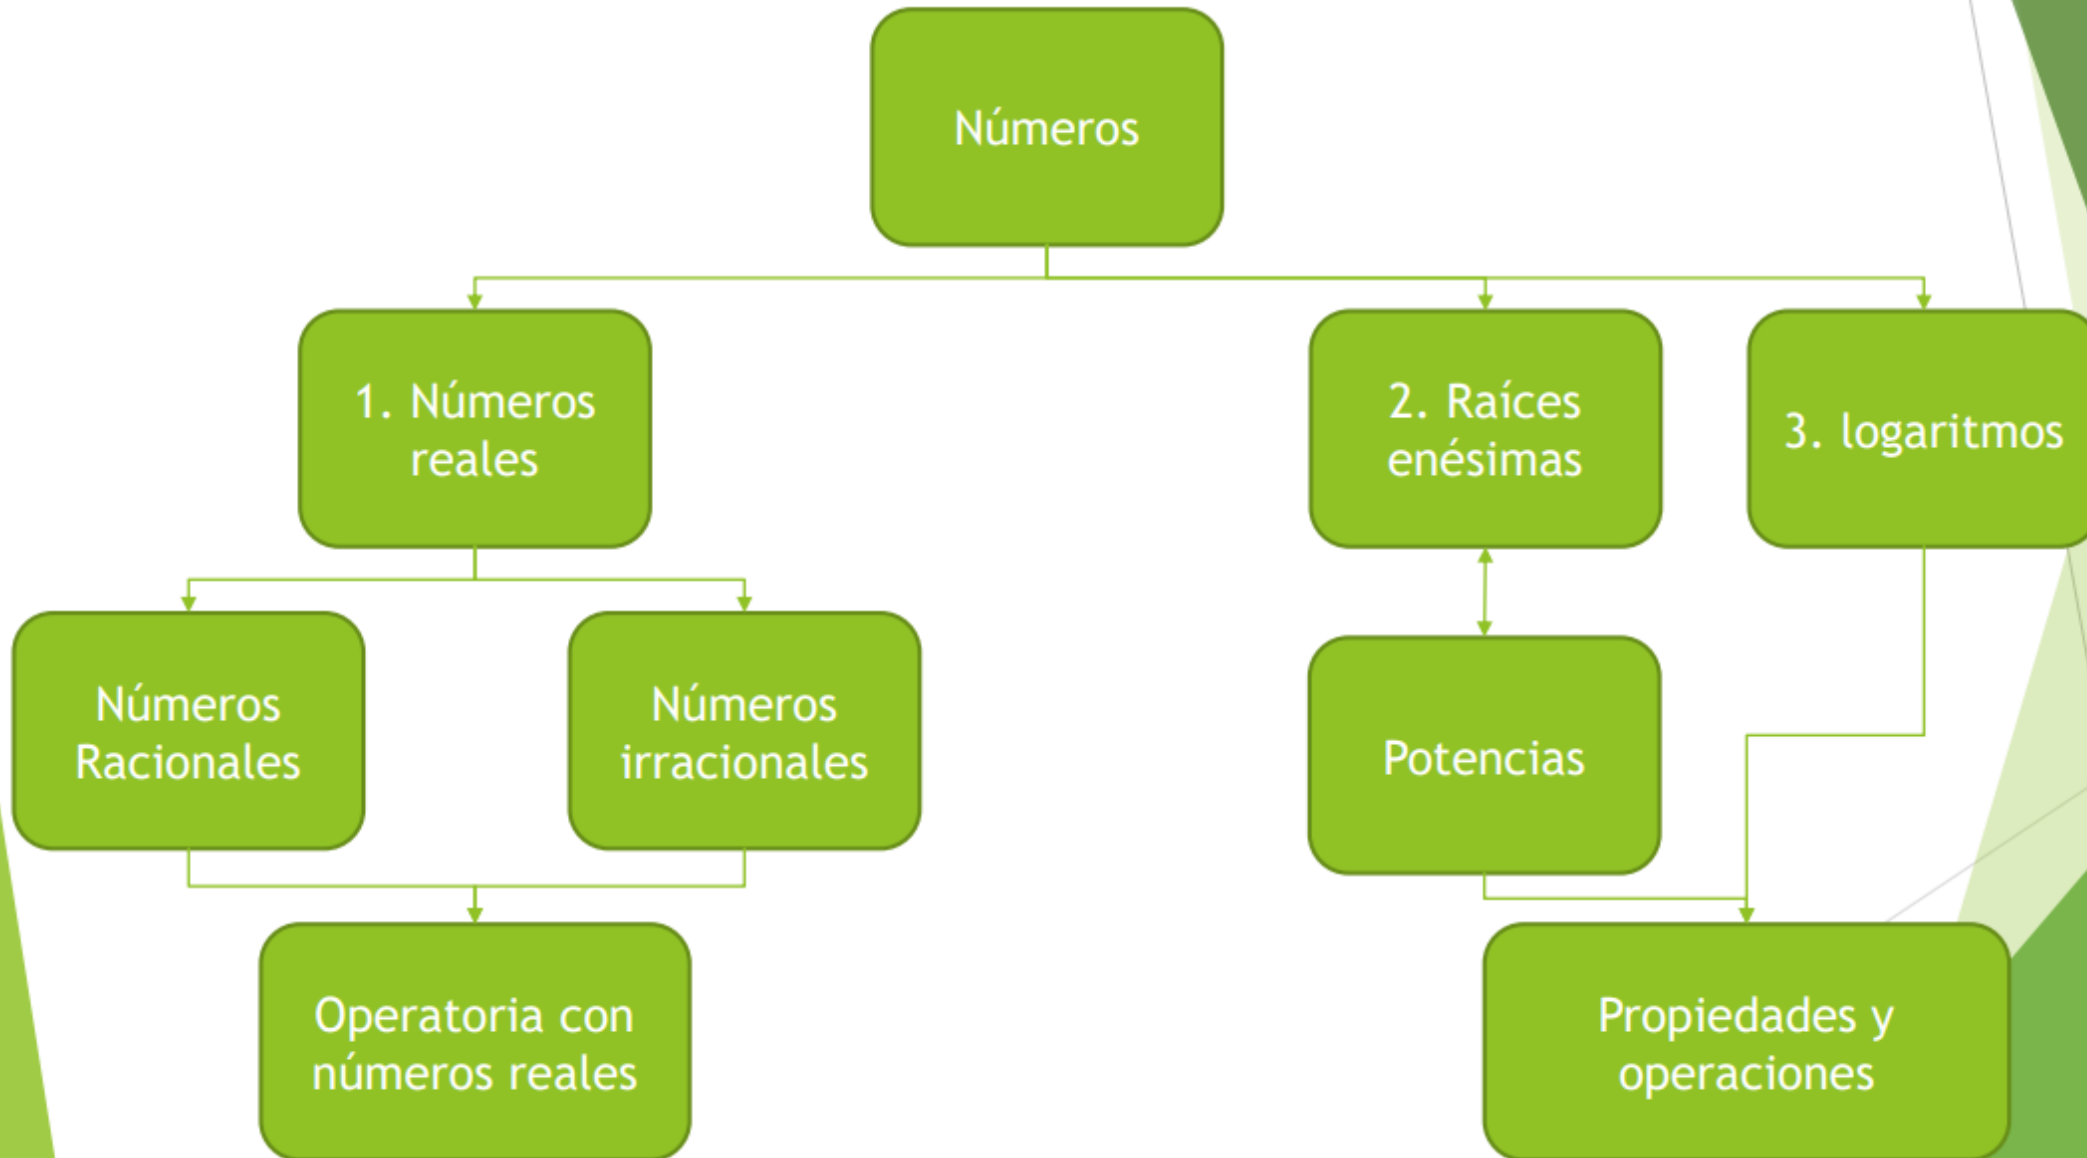 Números
1. Números
reales
2. Raíces
enésimas
3. logaritmos
Números
Racionales
Números
irracionales
Potencias
Operatoria con
números reales
Propiedades y
operaciones